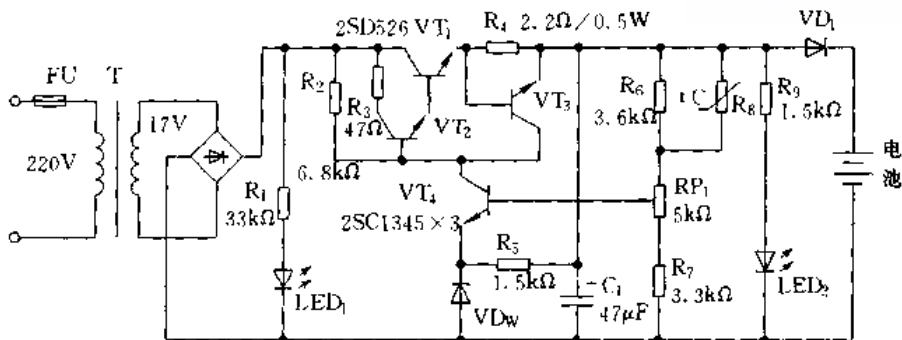 2SD526 VT₁
R₄ 2.2Ω/0.5W
VD₁
FU T
17V
220V
R₂
R₃
47Ω
VT₂
VT₃
R₆
3.6kΩ
tC
R₈
R₉
1.5kΩ
电池
6.8kΩ
R₁
33kΩ
VT₄
2SC1345×3
RP₁
5kΩ
R₅
1.5kΩ
LED₁
VDw
+
C₁
47μF
R₇
3.3kΩ
LED₂